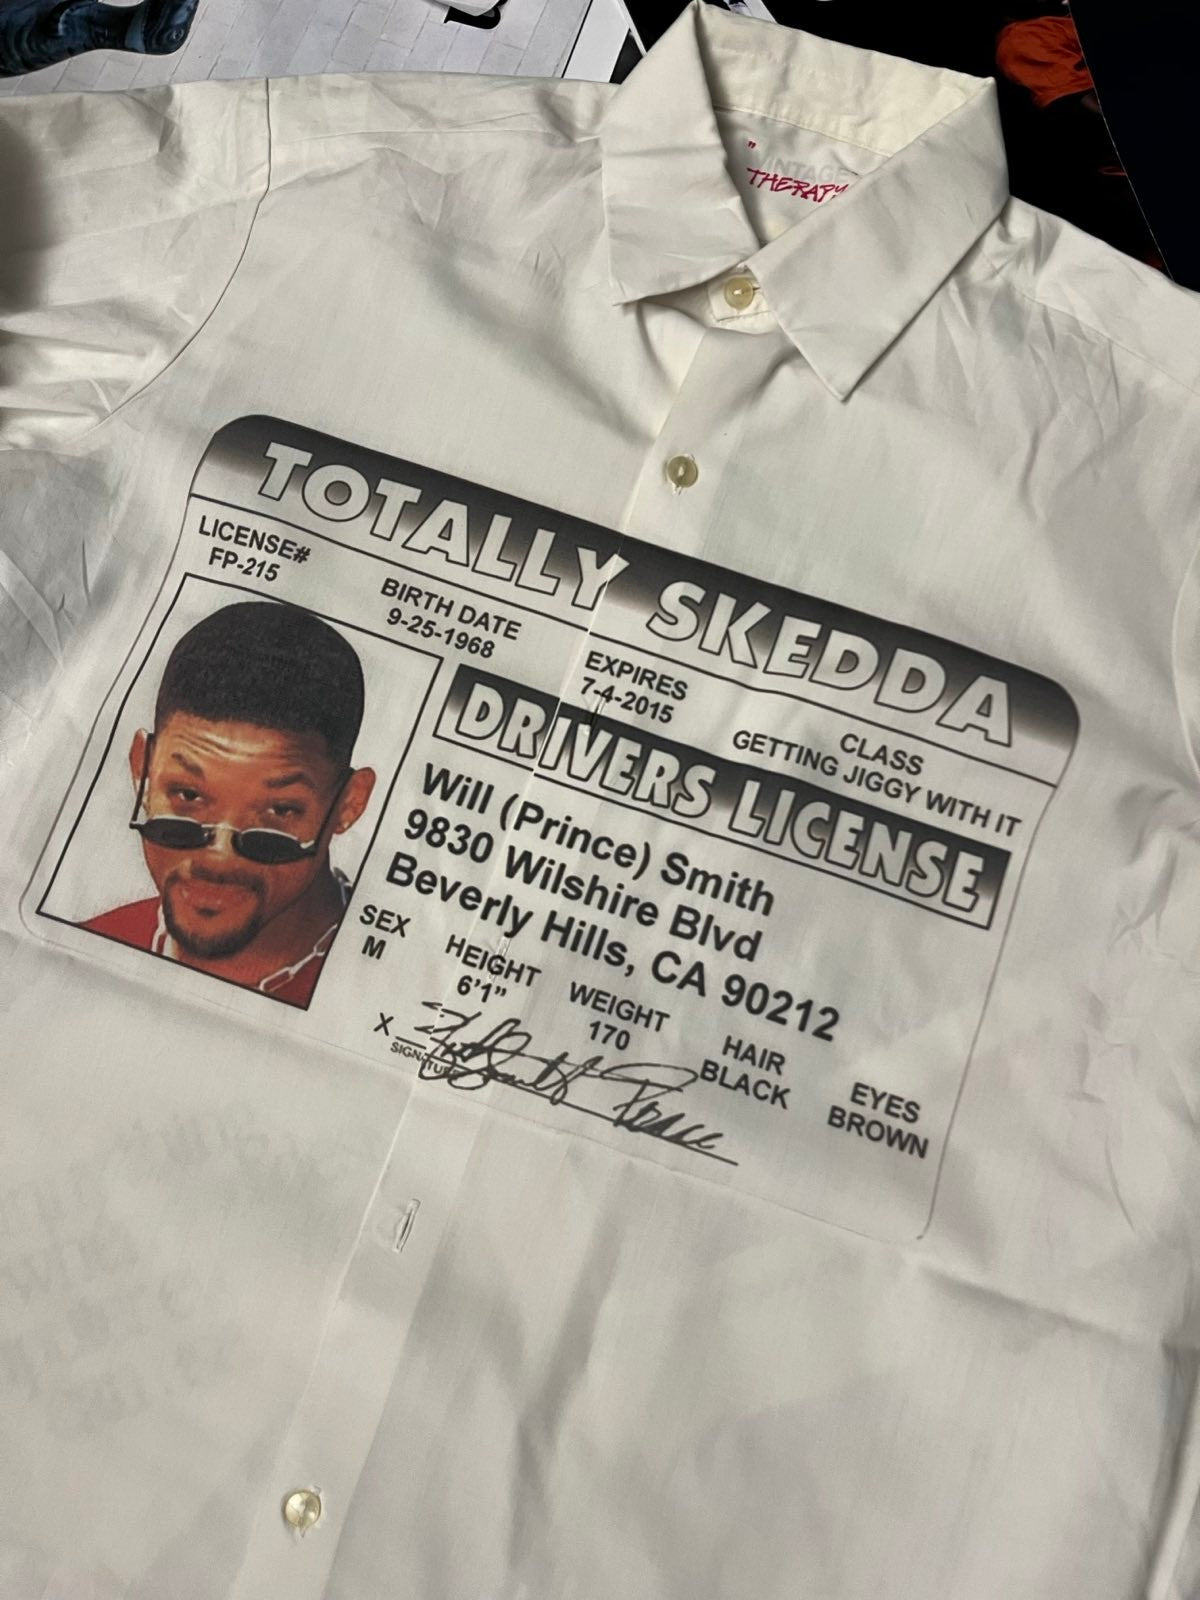 "VINTAGE
THERAPY
TOTALLY SKEDDA
LICENSE#
FP-215
BIRTH DATE
9-25-1968
EXPIRES
7-4-2015
CLASS
GETTING JIGGY WITH IT
DRIVERS LICENSE
Will (Prince) Smith
9830 Wilshire Blvd
Beverly Hills, CA 90212
SEX
M
HEIGHT
6'1"
WEIGHT
170
HAIR
BLACK
EYES
BROWN
X
SIGNATURE